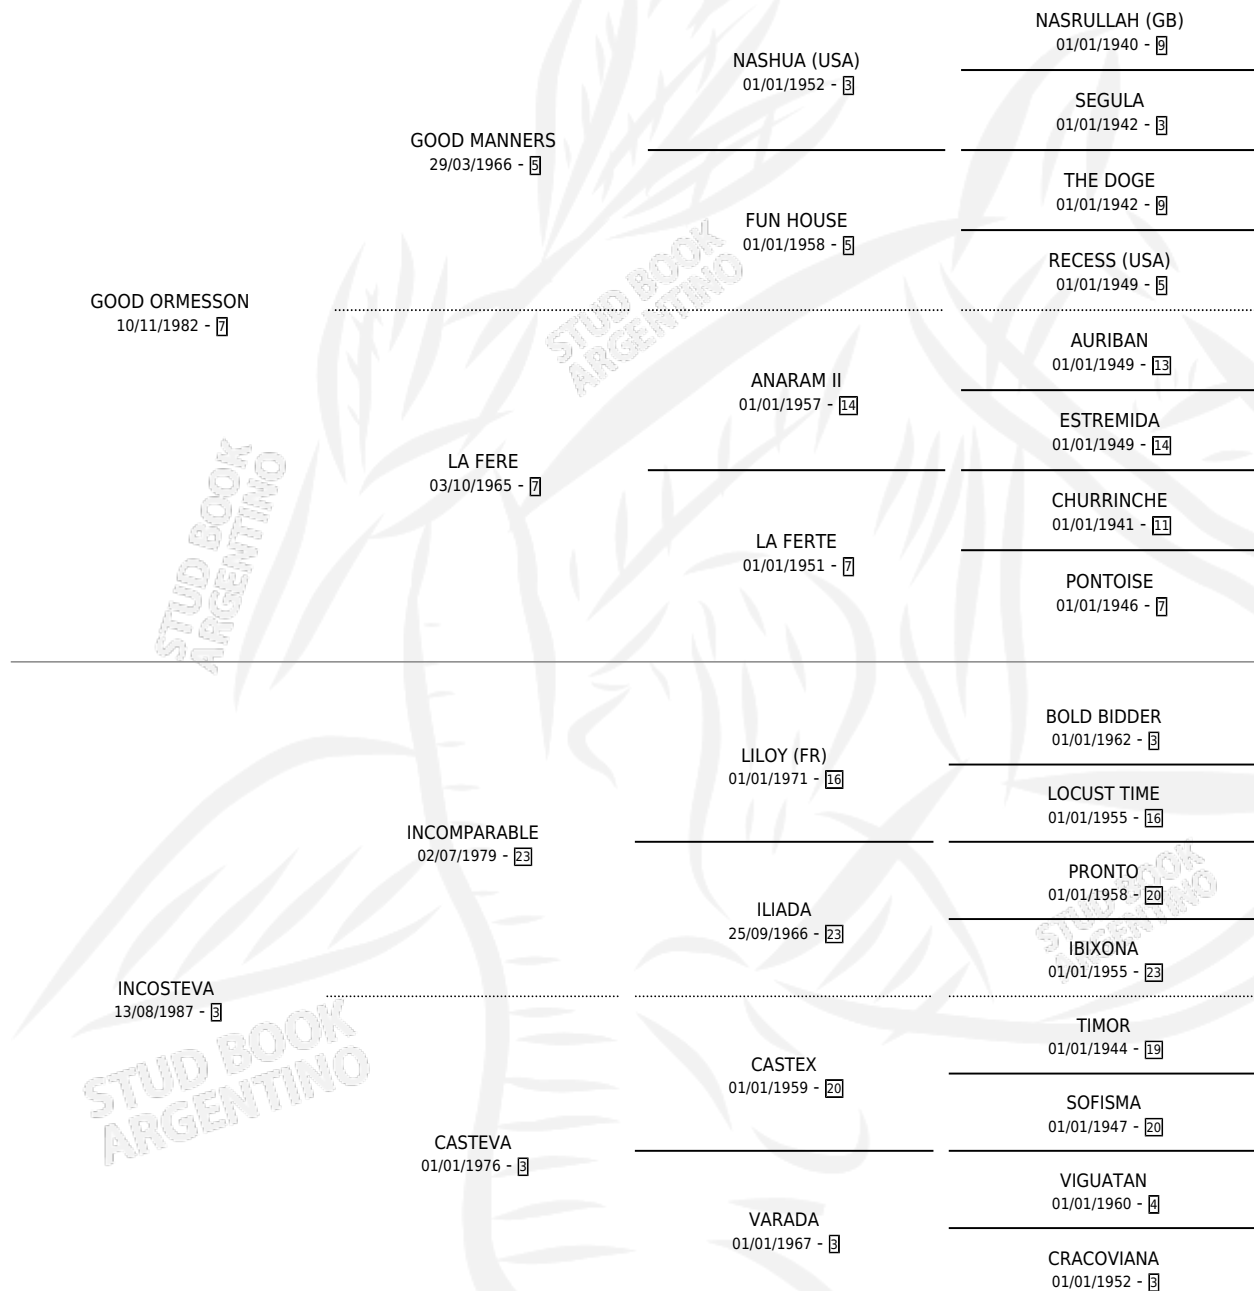 NASRULLAH (GB)
01/01/1940 - 9
NASHUA (USA)
01/01/1952 - 3
SEGULA
01/01/1942 - 3
GOOD MANNERS
29/03/1966 - 5
THE DOGE
01/01/1942 - 9
FUN HOUSE
01/01/1958 - 5
RECESS (USA)
01/01/1949 - 5
GOOD ORMESSON
10/11/1982 - 7
AURIBAN
01/01/1949 - 13
ANARAM II
01/01/1957 - 14
ESTREMIDA
01/01/1949 - 14
LA FERE
03/10/1965 - 7
CHURRINCHE
01/01/1941 - 11
LA FERTE
01/01/1951 - 7
PONTOISE
01/01/1946 - 7
BOLD BIDDER
01/01/1962 - 3
LILOY (FR)
01/01/1971 - 16
LOCUST TIME
01/01/1955 - 16
INCOMPARABLE
02/07/1979 - 23
PRONTO
01/01/1958 - 20
ILIADA
25/09/1966 - 23
IBIXONA
01/01/1955 - 23
INCOSTEVA
13/08/1987 - 3
TIMOR
01/01/1944 - 19
CASTEX
01/01/1959 - 20
SOFISMA
01/01/1947 - 20
CASTEVA
01/01/1976 - 3
VIGUATAN
01/01/1960 - 4
VARADA
01/01/1967 - 3
CRACOVIANA
01/01/1952 - 3
STUD BOOK
ARGENTINO
STUD BOOK
ARGENTINO
STUD BOOK
ARGENTINO
STUD BOOK
ARGENTINO